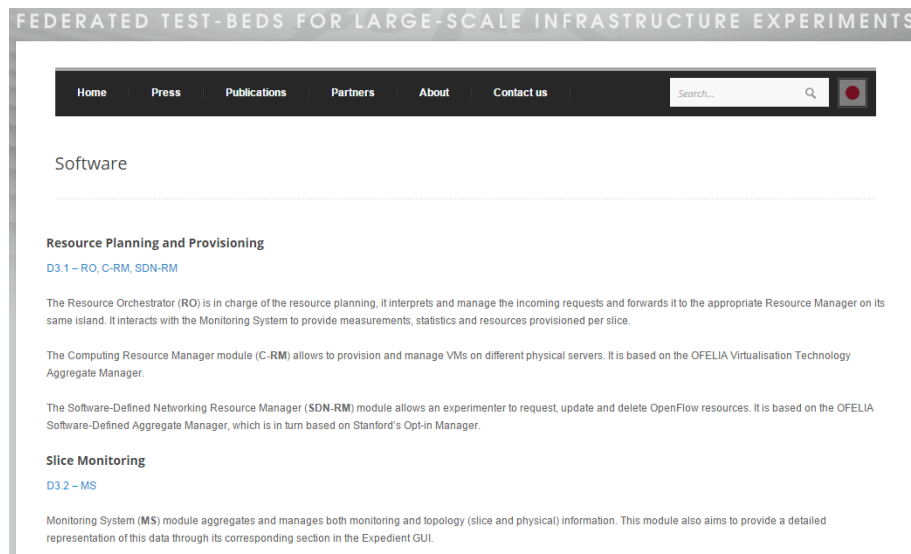 FEDERATED TEST-BEDS FOR LARGE-SCALE INFRASTRUCTURE EXPERIMENTS
Home Press Publications Partners About Contact us Search...
Software
Resource Planning and Provisioning
D3.1 – RO, C-RM, SDN-RM
The Resource Orchestrator (RO) is in charge of the resource planning, it interprets and manage the incoming requests and forwards it to the appropriate Resource Manager on its
same island. It interacts with the Monitoring System to provide measurements, statistics and resources provisioned per slice.
The Computing Resource Manager module (C-RM) allows to provision and manage VMs on different physical servers. It is based on the OFELIA Virtualisation Technology
Aggregate Manager.
The Software-Defined Networking Resource Manager (SDN-RM) module allows an experimenter to request, update and delete OpenFlow resources. It is based on the OFELIA
Software-Defined Aggregate Manager, which is in turn based on Stanford's Opt-in Manager.
Slice Monitoring
D3.2 – MS
Monitoring System (MS) module aggregates and manages both monitoring and topology (slice and physical) information. This module also aims to provide a detailed
representation of this data through its corresponding section in the Expedient GUI.